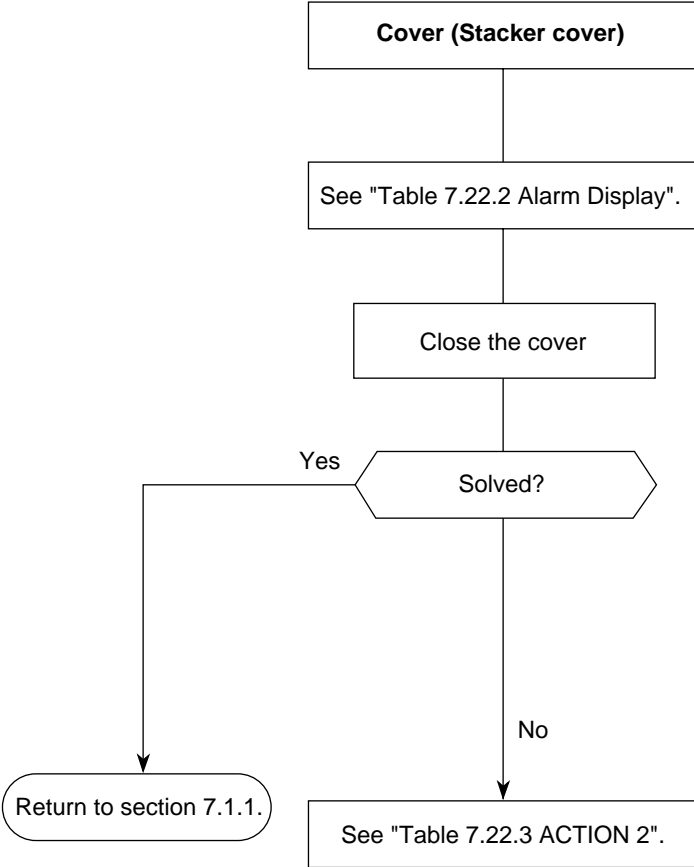 Cover (Stacker cover)
See "Table 7.22.2 Alarm Display".
Close the cover
Yes
Solved?
No
Return to section 7.1.1.
See "Table 7.22.3 ACTION 2".